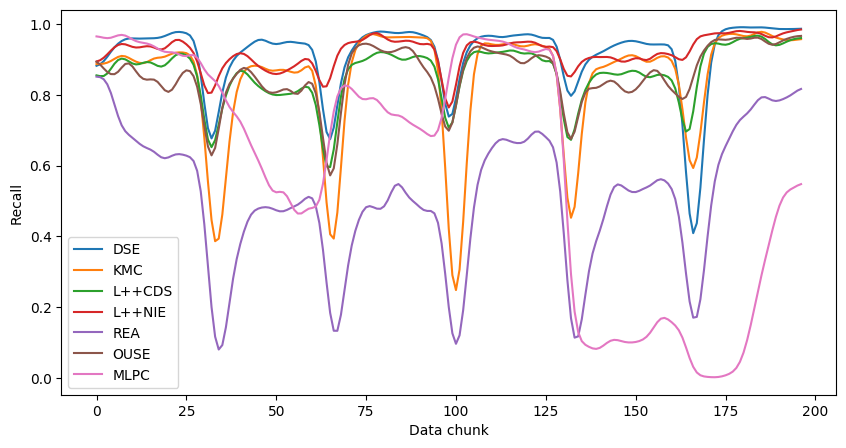 1.0
0.8
0.6
0.4
0.2
0.0
Recall
DSE
KMC
L++CDS
L++NIE
REA
OUSE
MLPC
0 25 50 75 100 125 150 175 200
Data chunk